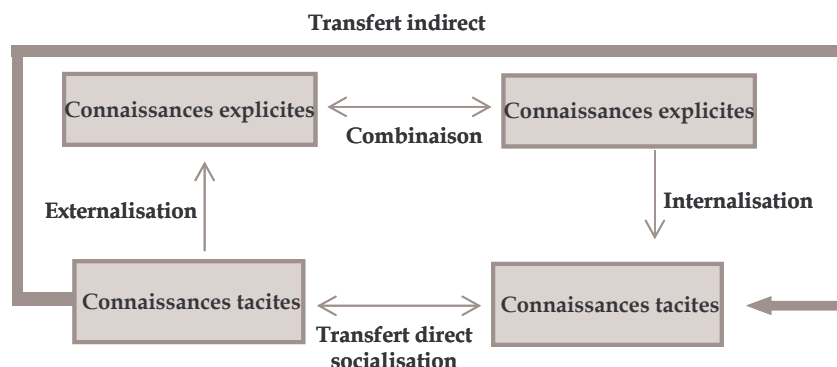 Transfert indirect
Connaissances explicites
Connaissances explicites
Combinaison
Externalisation
Internalisation
Connaissances tacites
Connaissances tacites
Transfert direct
socialisation